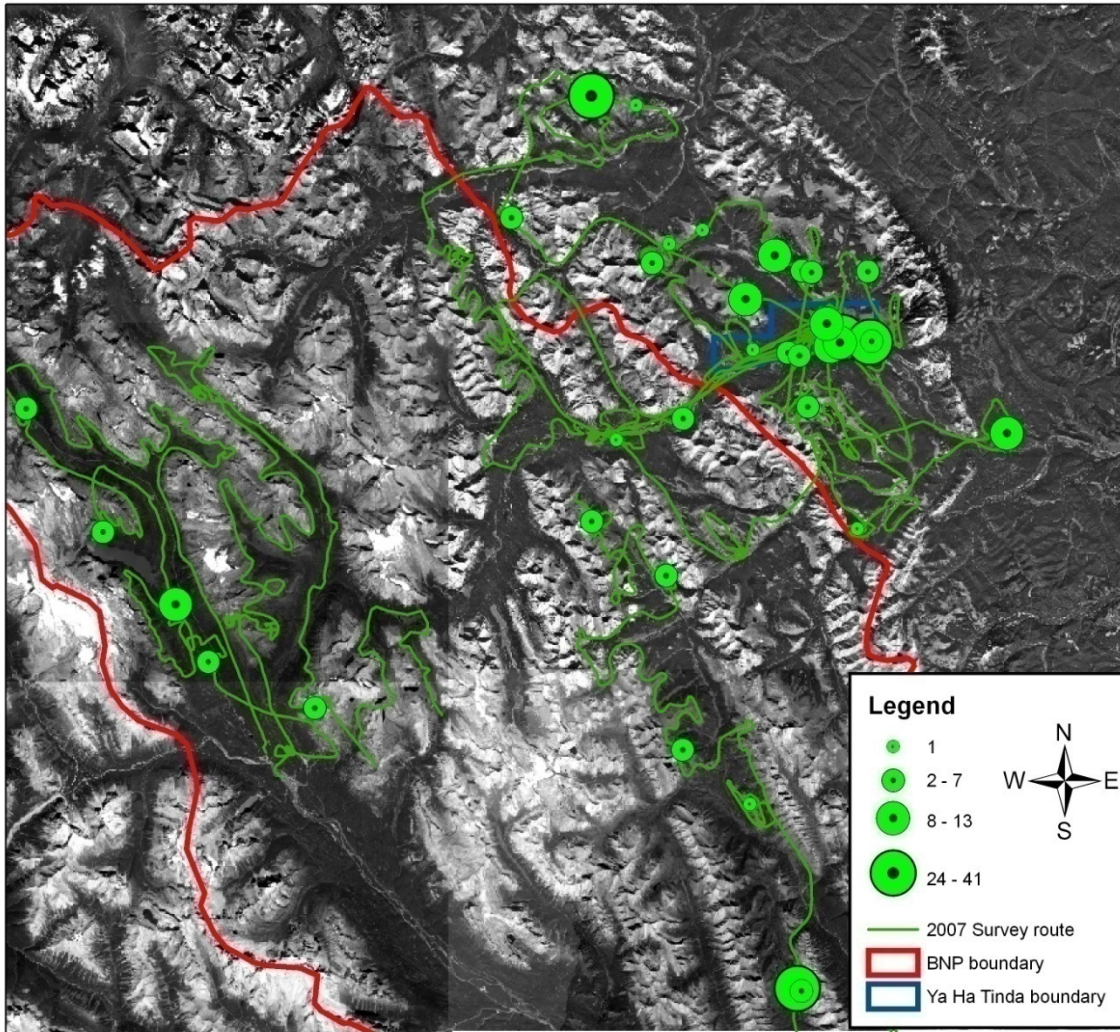 Legend
1
2 - 7
8 - 13
24 - 41
2007 Survey route
BNP boundary
Ya Ha Tinda boundary
N
W E
S